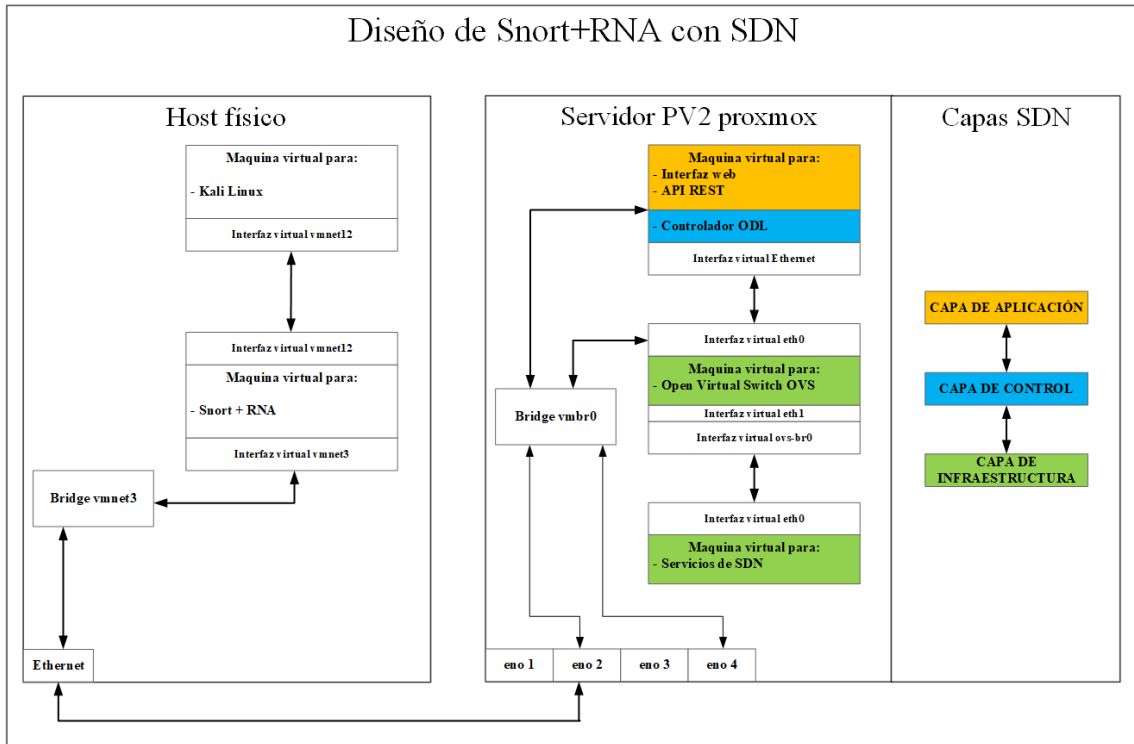 Diseño de Snort+RNA con SDN
Host físico
Maquina virtual para:
- Kali Linux
Interfaz virtual vmnet12
Interfaz virtual vmnet12
Maquina virtual para:
- Snort + RNA
Interfaz virtual vmnet3
Bridge vmnet3
Ethernet
Servidor PV2 proxmox
Maquina virtual para:
- Interfaz web
- API REST
- Controlador ODL
Interfaz virtual Ethernet
Interfaz virtual eth0
Maquina virtual para:
- Open Virtual Switch OVS
Interfaz virtual eth1
Interfaz virtual ovs-br0
Bridge vmbr0
Interfaz virtual eth0
Maquina virtual para:
- Servicios de SDN
eno 1
eno 2
eno 3
eno 4
Capas SDN
CAPA DE APLICACIÓN
CAPA DE CONTROL
CAPA DE
INFRAESTRUCTURA